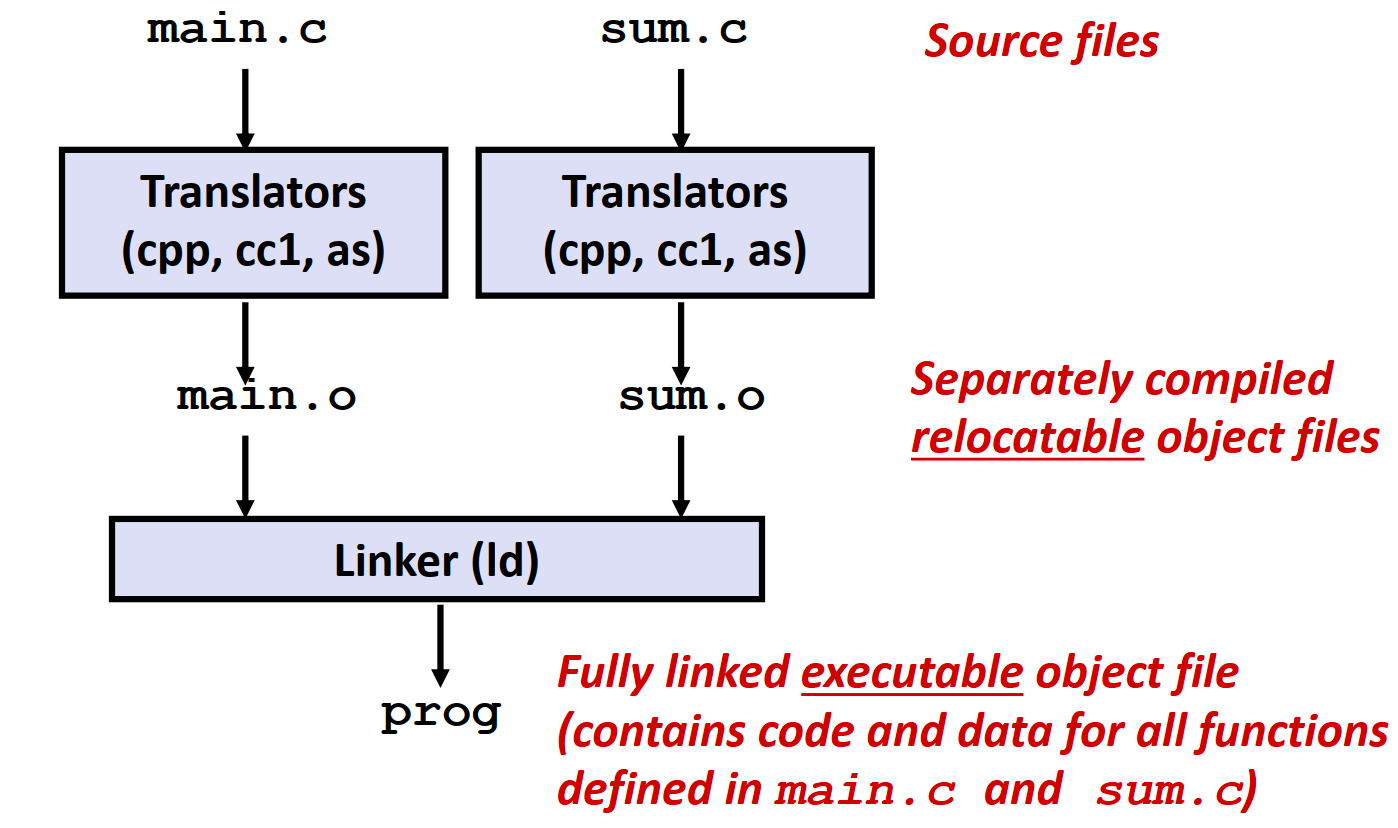 main.c
sum.c
Source files
Translators
(cpp, cc1, as)
Translators
(cpp, cc1, as)
main.o
sum.o
Separately compiled
relocatable object files
Linker (ld)
prog
Fully linked executable object file
(contains code and data for all functions
defined in main.c and sum.c)